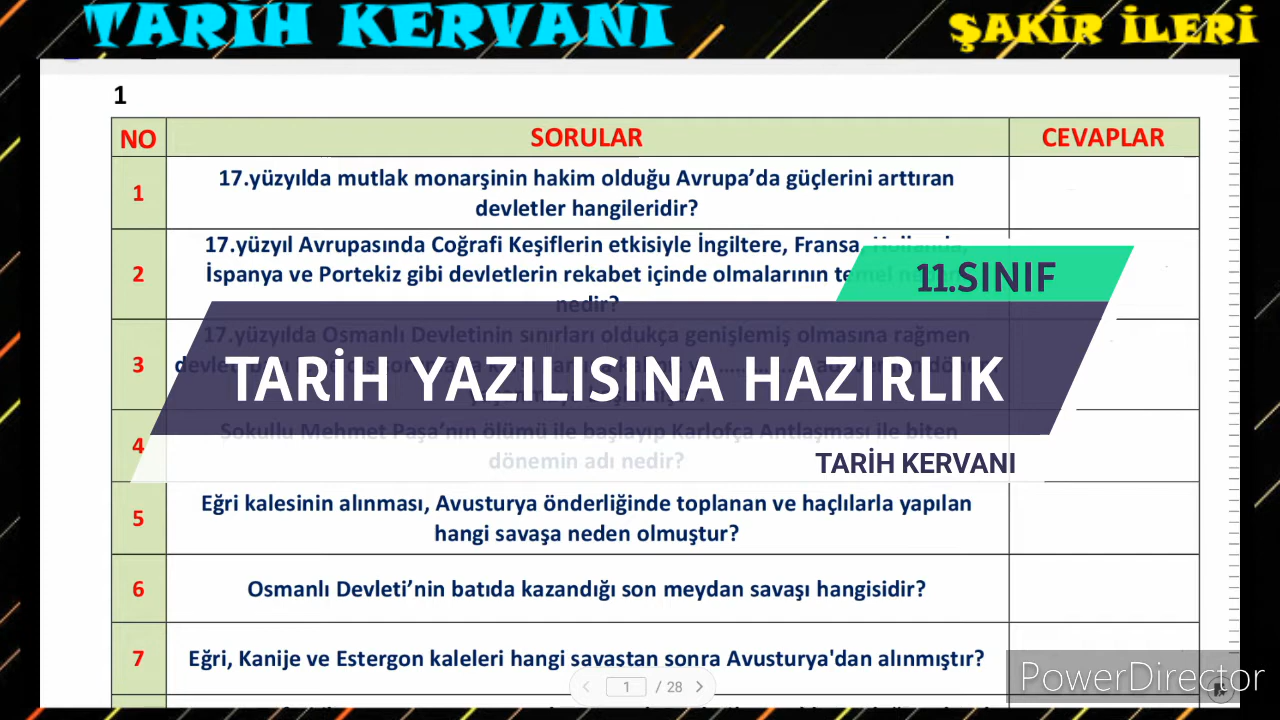 TARİH KERVANI
ŞAKİR İLERİ
1
NO SORULAR CEVAPLAR
1
17.yüzyılda mutlak monarşinin hakim olduğu Avrupa’da güçlerini arttıran
devletler hangileridir?
2
17.yüzyıl Avrupasında Coğrafi Keşiflerin etkisiyle İngiltere, Fransa, Hollanda,
İspanya ve Portekiz gibi devletlerin rekabet içinde olmalarının temel nedeni
nedir?
11.SINIF
3
17.yüzyılda Osmanlı Devletinin sınırları oldukça genişlemiş olmasına rağmen
TARİH YAZILISINA HAZIRLIK
4
Sokullu Mehmet Paşa’nın ölümü ile başlayıp Karlofça Antlaşması ile biten
dönemin adı nedir?
TARİH KERVANI
5
Eğri kalesinin alınması, Avusturya önderliğinde toplanan ve haçlılarla yapılan
hangi savaşa neden olmuştur?
6
Osmanlı Devleti’nin batıda kazandığı son meydan savaşı hangisidir?
7
Eğri, Kanije ve Estergon kaleleri hangi savastan sonra Avusturya'dan alınmıştır?
1 / 28
PowerDirector